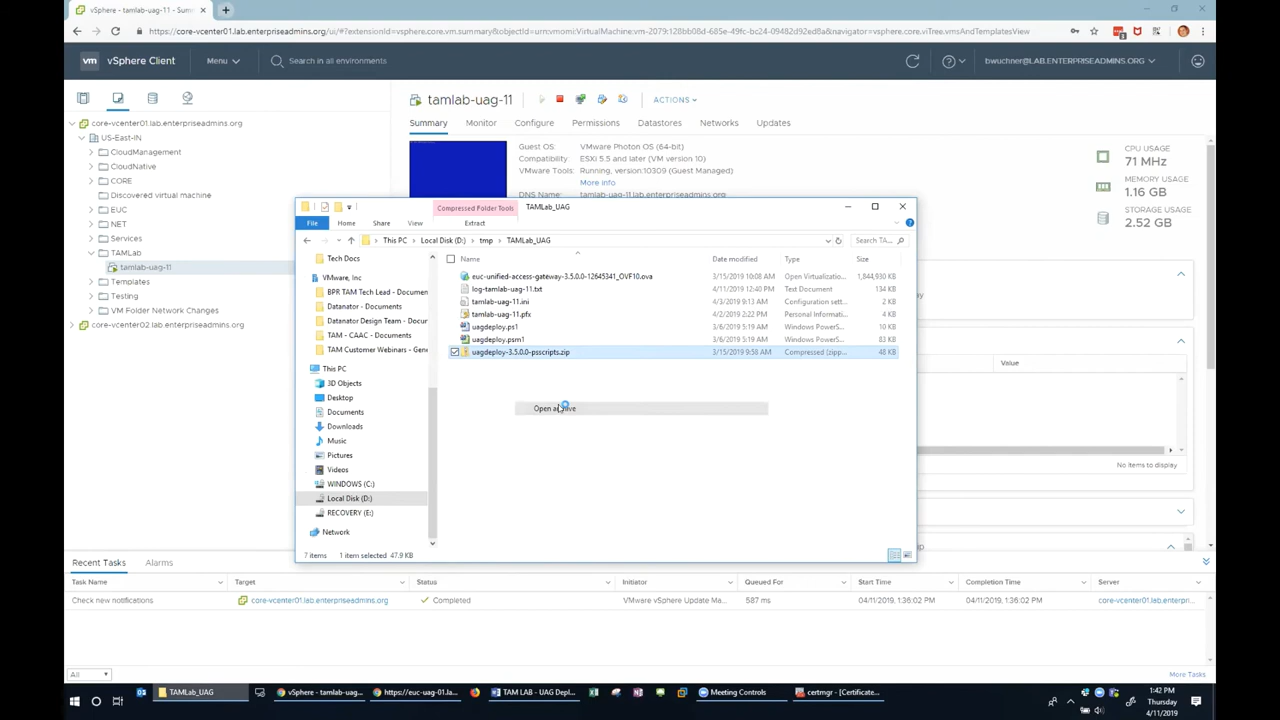 vSphere - tamlab-uag-11 - Summ
https://core-vcenter01.lab.enterpriseadmins.org/ui/#?extensionId=vsphere.core.vm.summary&objectId=urn:vmomi:VirtualMachine:vm-2079:128bb08d-685e-49fc-bc24-09482d92ed8a&navigator=vsphere.core.viTree.vmsAndTemplatesView
vm vSphere Client Menu Search in all environments bwuchner@LAB.ENTERPRISEADMINS.ORG
tamlab-uag-11 ACTIONS
Summary Monitor Configure Permissions Datastores Networks Updates
core-vcenter01.lab.enterpriseadmins.org
US-East-IN
CloudManagement
CloudNative
CORE
Discovered virtual machine
EUC
NET
Services
TAMLab
tamlab-uag-11
Templates
Testing
VM Folder Network Changes
core-vcenter02.lab.enterpriseadmins.org
Guest OS: VMware Photon OS (64-bit)
Compatibility: ESXi 5.5 and later (VM version 10)
VMware Tools: Running, version:10309 (Guest Managed)
More info
DNS Name: tamlab-uag-11.lab.enterpriseadmins.org
CPU USAGE
71 MHz
MEMORY USAGE
1.16 GB
STORAGE USAGE
2.52 GB
Compressed Folder Tools TAMLab_UAG
File Home Share View Extract
This PC Local Disk (D:) tmp TAMLab_UAG Search TA...
Name Date modified Type Size
euc-unified-access-gateway-3.5.0.0-12645341_OVF10.ova 3/15/2019 10:08 AM Open Virtualizatio... 1,844,930 KB
log-tamlab-uag-11.txt 4/11/2019 12:40 PM Text Document 134 KB
tamlab-uag-11.ini 4/3/2019 9:13 AM Configuration sett... 2 KB
tamlab-uag-11.pfx 4/2/2019 2:22 PM Personal Informati... 4 KB
uagdeploy.ps1 3/6/2019 5:19 AM Windows PowerS... 10 KB
uagdeploy.psm1 3/6/2019 5:19 AM Windows PowerS... 83 KB
uagdeploy-3.5.0.0-psscripts.zip 3/15/2019 9:58 AM Compressed (zipp... 48 KB
Open archive
Tech Docs
VMware, Inc
BPR TAM Tech Lead - Documen
Datanator - Documents
Datanator Design Team - Docum
TAM - CAAC - Documents
TAM Customer Webinars - Gene
This PC
3D Objects
Desktop
Documents
Downloads
Music
Pictures
Videos
WINDOWS (C:)
Local Disk (D:)
RECOVERY (E:)
Network
7 items 1 item selected 47.9 KB
Value
No items to display
Recent Tasks Alarms
Task Name Target Status Initiator Queued For Start Time Completion Time Server
Check new notifications core-vcenter01.lab.enterpriseadmins.org Completed VMware vSphere Update Ma... 587 ms 04/11/2019, 1:36:02 PM 04/11/2019, 1:36:02 PM core-vcenter01.lab.enterpri...
All More Tasks
TAMLab_UAG vSphere - tamlab-uag... https://euc-uag-01.la... TAM LAB - UAG Depl... Meeting Controls certmgr - [Certificate...
1:42 PM
Thursday
4/11/2019